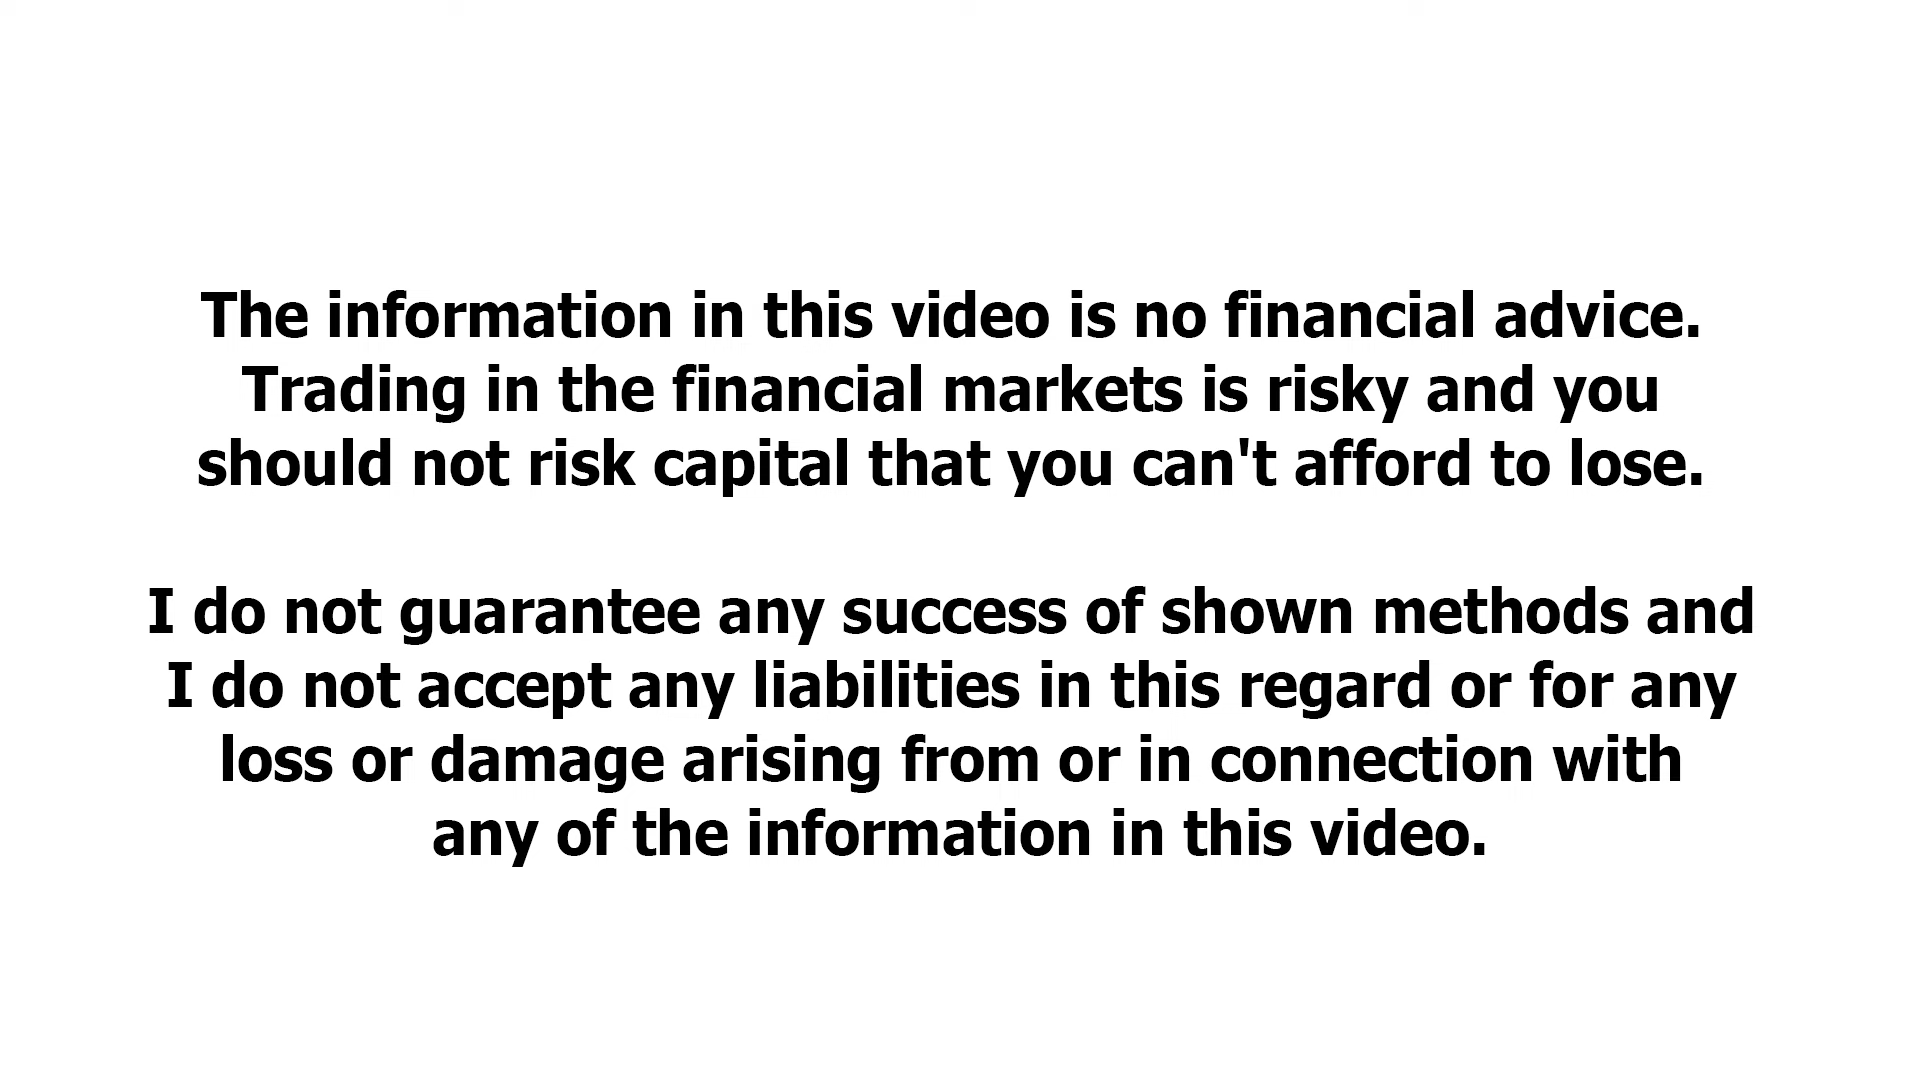 The information in this video is no financial advice.
Trading in the financial markets is risky and you
should not risk capital that you can't afford to lose.
I do not guarantee any success of shown methods and
I do not accept any liabilities in this regard or for any
loss or damage arising from or in connection with
any of the information in this video.